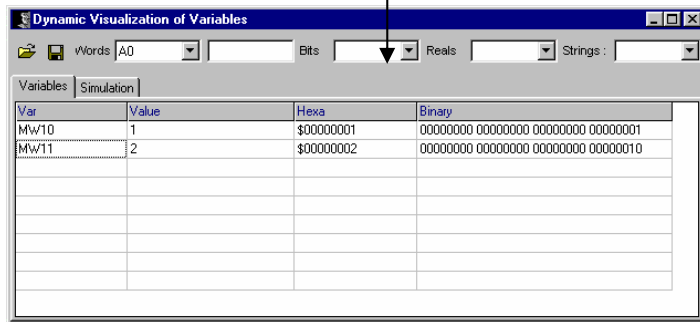 Dynamic Visualization of Variables
Words A0 Bits Reals Strings :
Variables Simulation
Var Value Hexa Binary
MW10 1 $00000001 00000000 00000000 00000000 00000001
MW11 2 $00000002 00000000 00000000 00000000 00000010